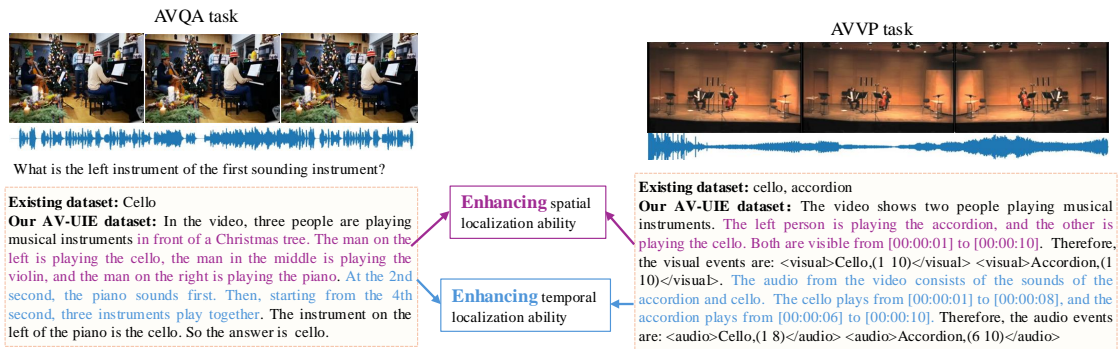 AVQA task
What is the left instrument of the first sounding instrument?
Existing dataset: Cello
Our AV-UIE dataset: In the video, three people are playing
musical instruments in front of a Christmas tree. The man on the
left is playing the cello, the man in the middle is playing the
violin, and the man on the right is playing the piano. At the 2nd
second, the piano sounds first. Then, starting from the 4th
second, three instruments play together. The instrument on the
left of the piano is the cello. So the answer is cello.
Enhancing spatial
localization ability
Enhancing temporal
localization ability
AVVP task
Existing dataset: cello, accordion
Our AV-UIE dataset: The video shows two people playing musical
instruments. The left person is playing the accordion, and the other is
playing the cello. Both are visible from [00:00:01] to [00:00:10]. Therefore,
the visual events are: <visual>Cello,(1 10)</visual> <visual>Accordion,(1
10)</visual>. The audio from the video consists of the sounds of the
accordion and cello. The cello plays from [00:00:01] to [00:00:08], and the
accordion plays from [00:00:06] to [00:00:10]. Therefore, the audio events
are: <audio>Cello,(1 8)</audio> <audio>Accordion,(6 10)</audio>